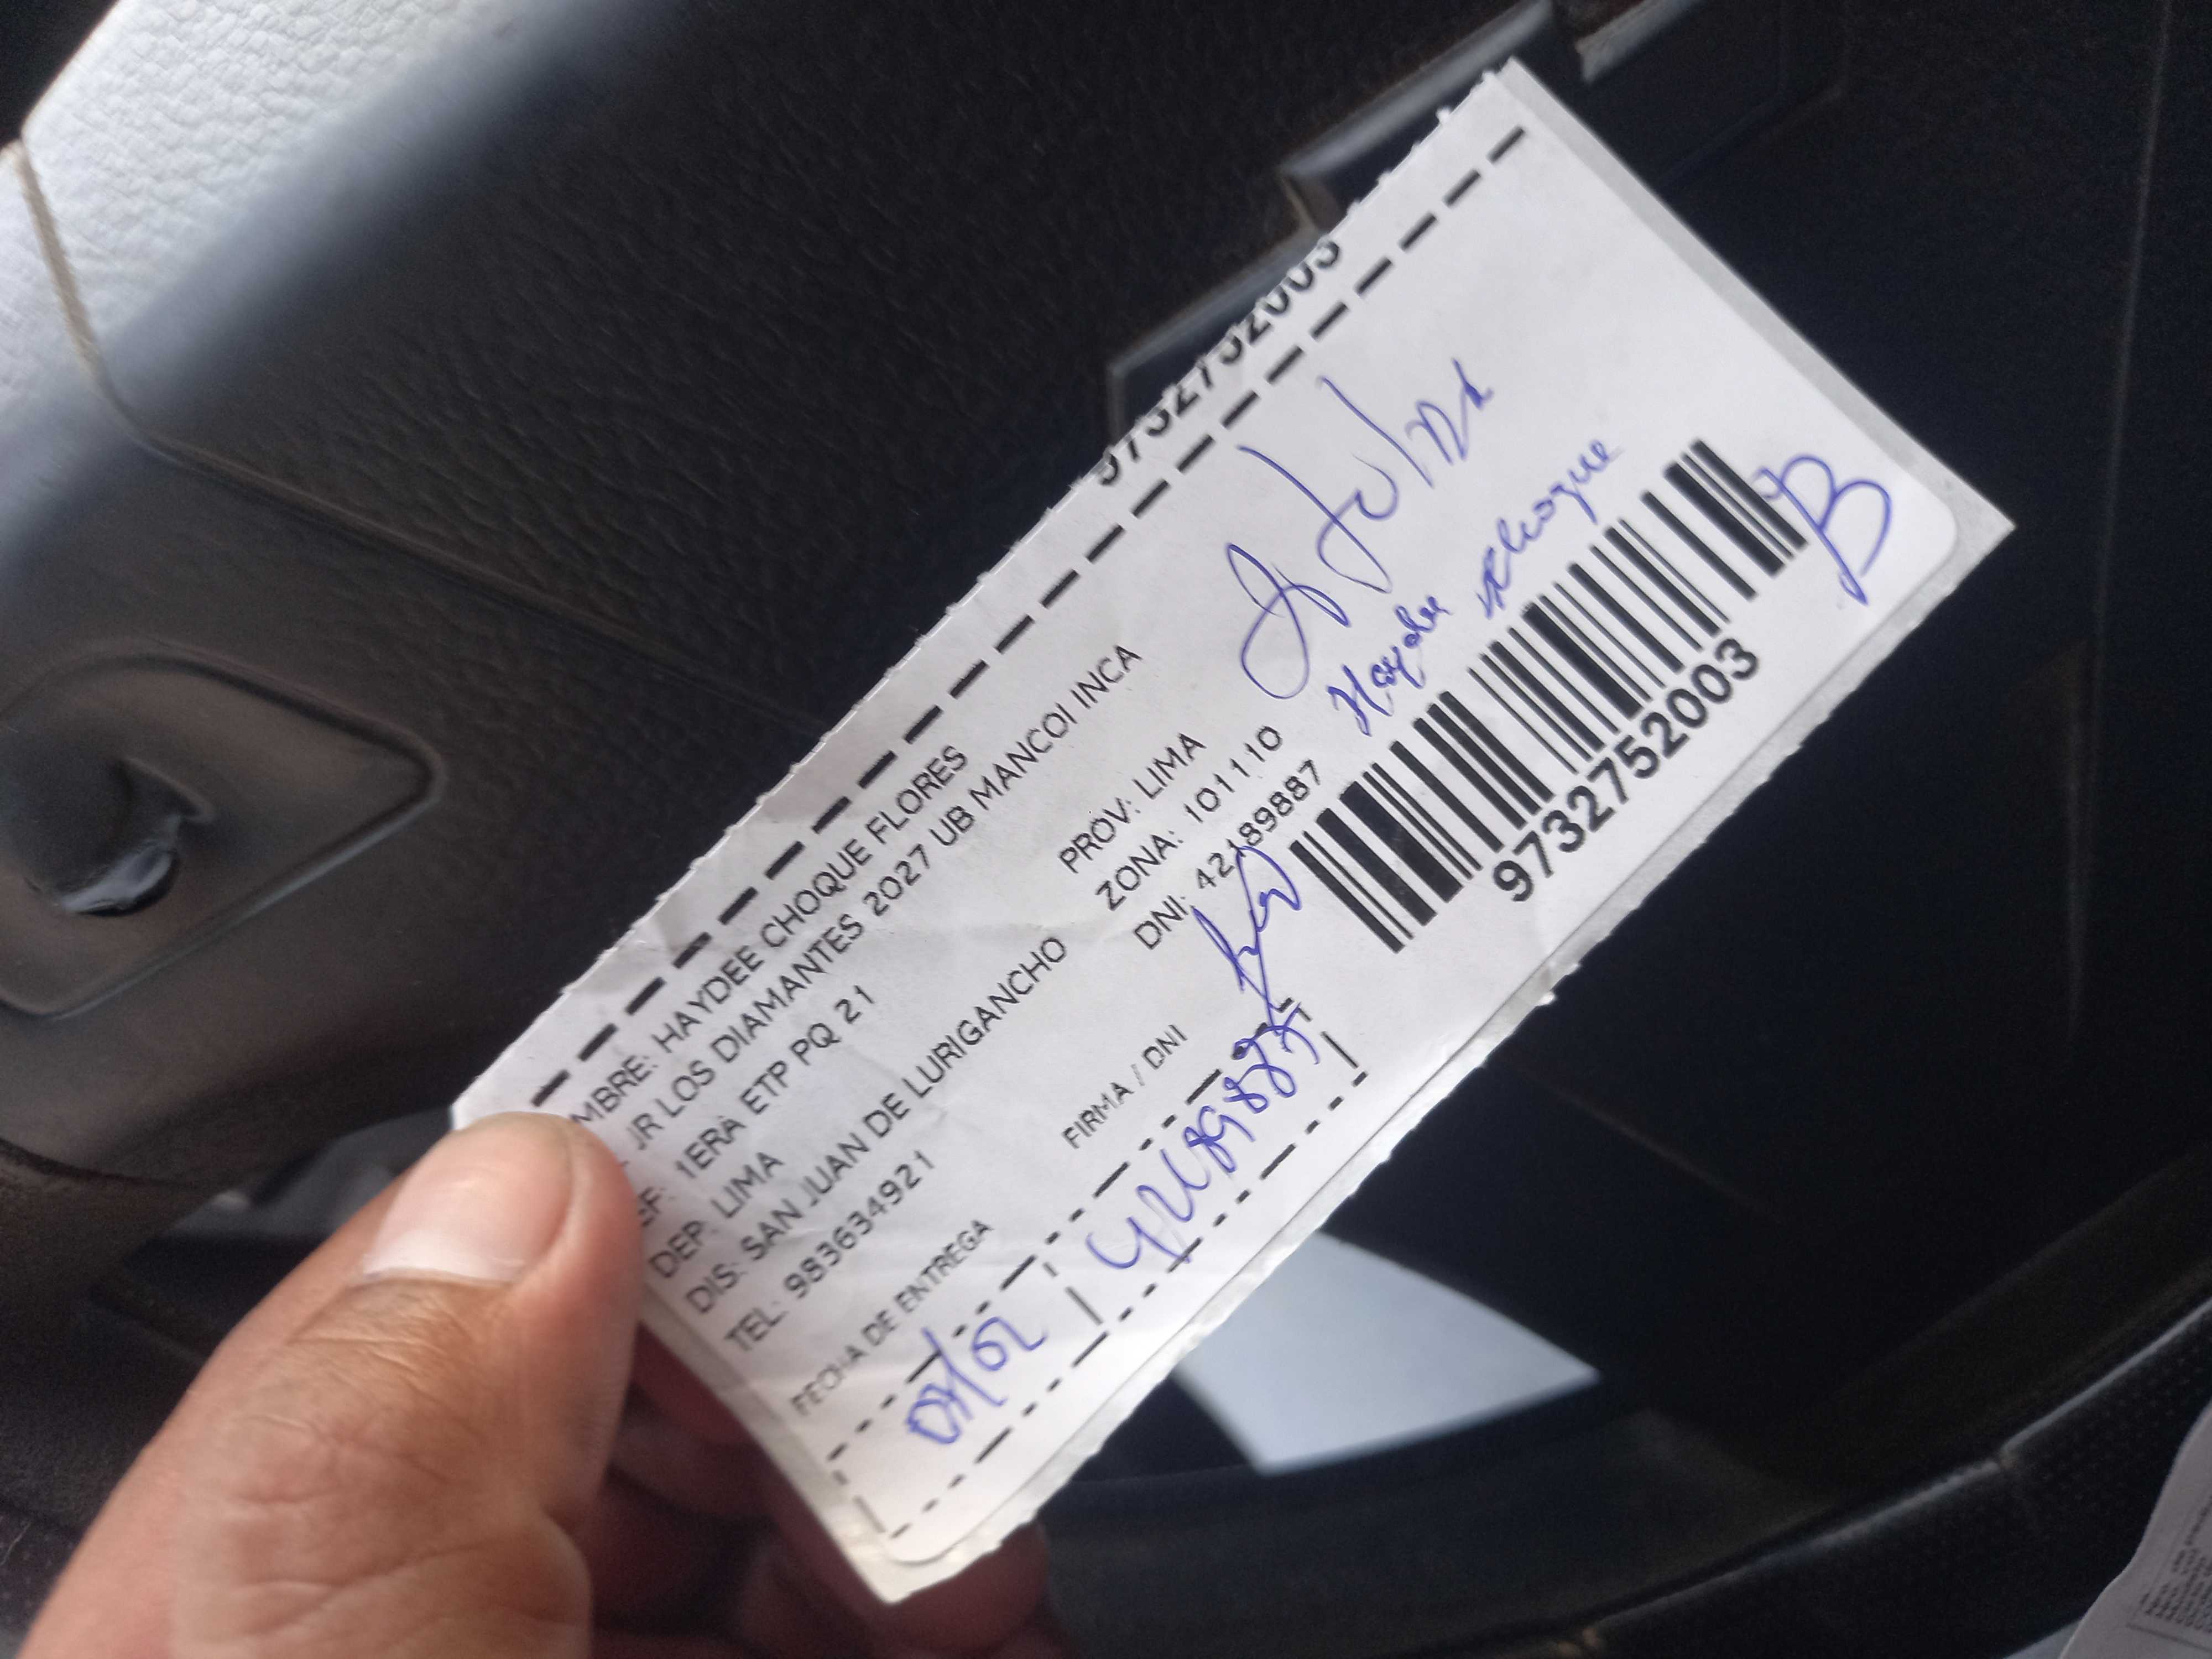 MBRE: HAYDEE CHOQUE FLORES
JR LOS DIAMANTES 2027 UB MANCOI INCA
EF: 1ERA ETP PQ 21
DEP: LIMA PROV: LIMA
DIS: SAN JUAN DE LURIGANCHO ZONA: 101110
TEL: 983634921 DNI: 42189887
FECHA DE ENTREGA FIRMA / DNI
42189887
Haydee choque
9732752003
B